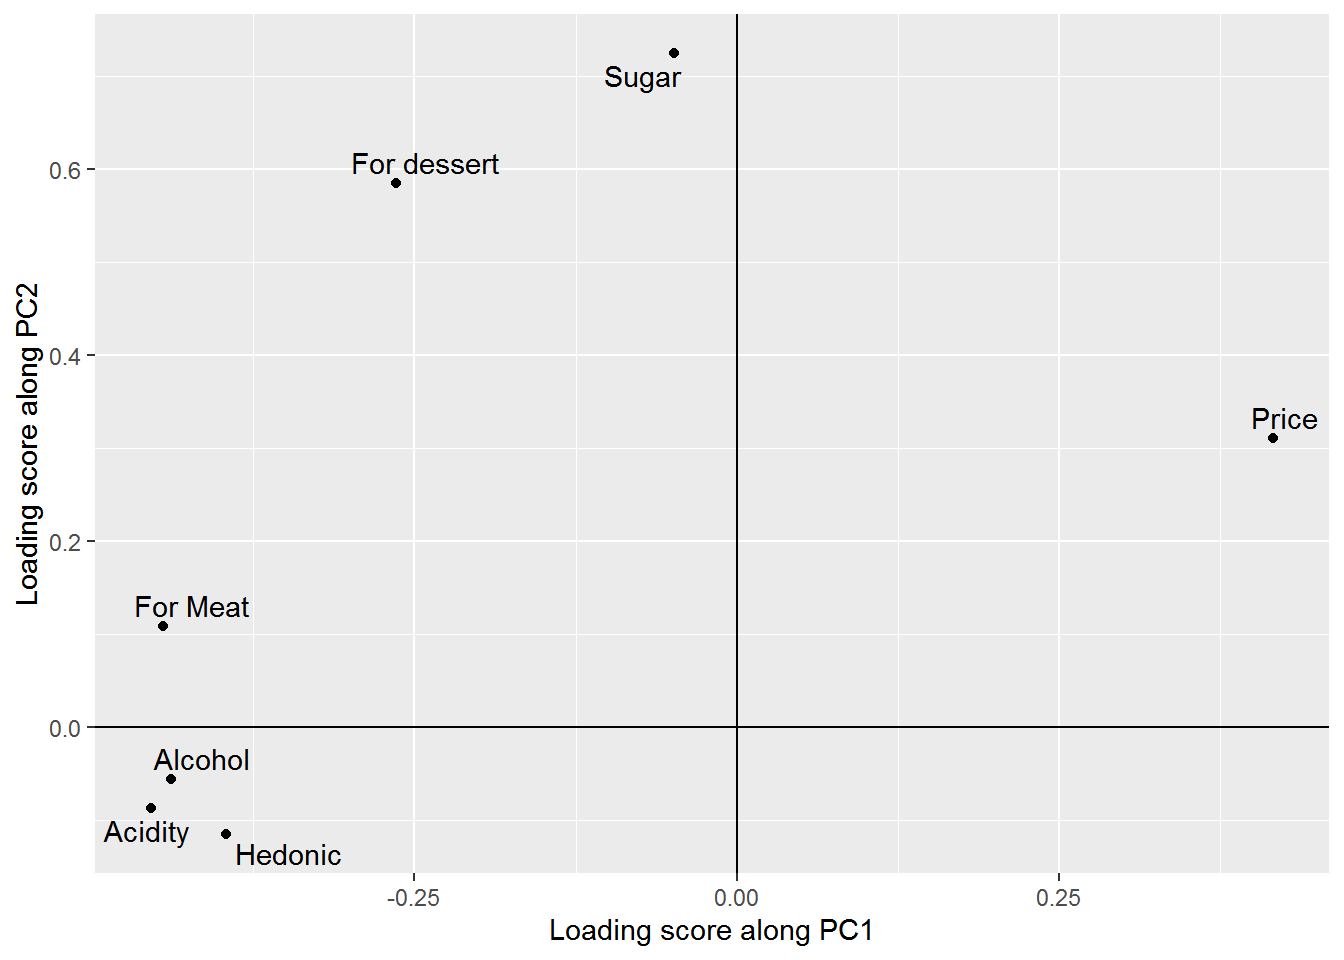 Sugar
For dessert
Price
For Meat
Alcohol
Acidity
Hedonic
0.6
0.4
0.2
0.0
-0.25
0.00
0.25
Loading score along PC1
Loading score along PC2